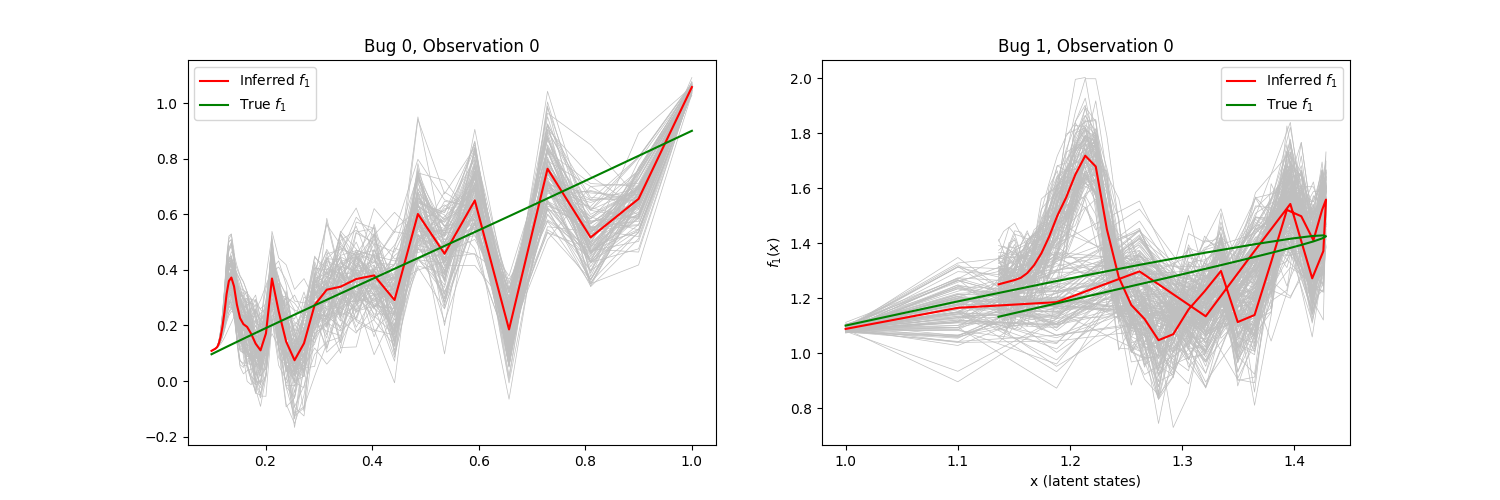 Bug 0, Observation 0
Inferred f₁
True f₁
1.0
0.8
0.6
0.4
0.2
0.0
−0.2
0.2 0.4 0.6 0.8 1.0
Bug 1, Observation 0
Inferred f₁
True f₁
f₁(x)
2.0
1.8
1.6
1.4
1.2
1.0
0.8
1.0 1.1 1.2 1.3 1.4
x (latent states)